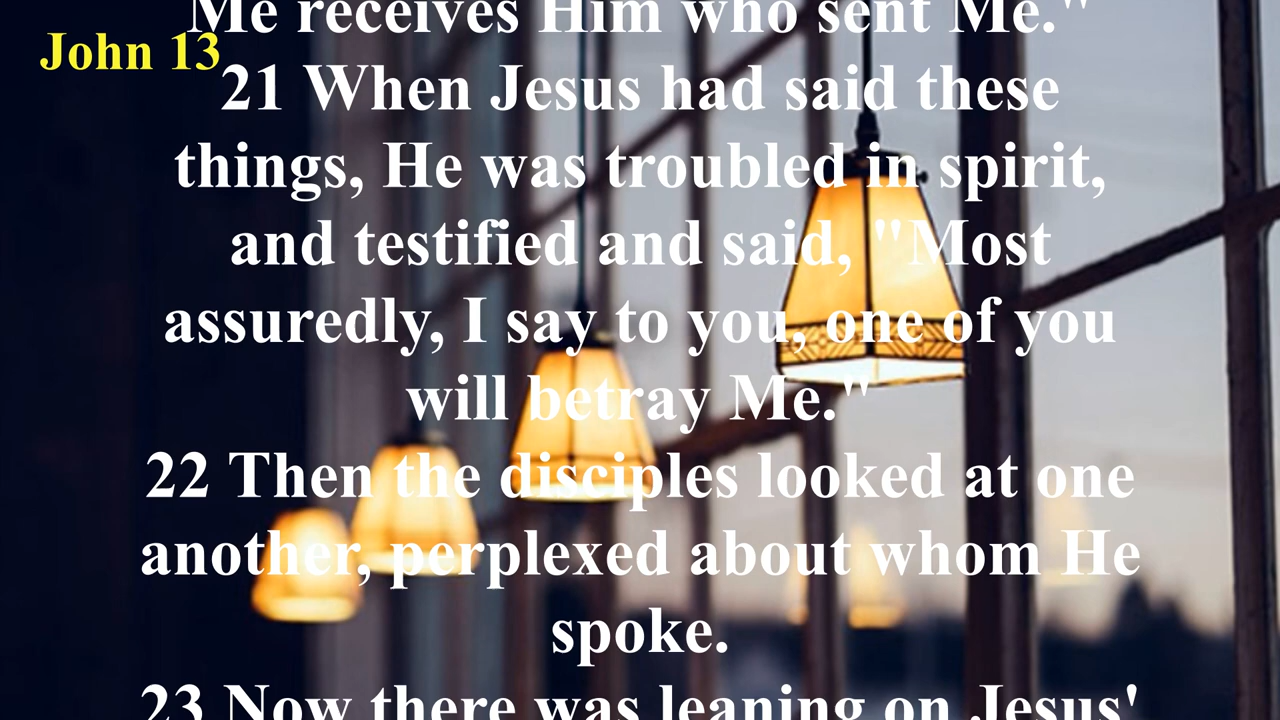 Me receives Him who sent Me."
John 13
21 When Jesus had said these
things, He was troubled in spirit,
and testified and said, "Most
assuredly, I say to you, one of you
will betray Me."
22 Then the disciples looked at one
another, perplexed about whom He
spoke.
23 Now there was leaning on Jesus'